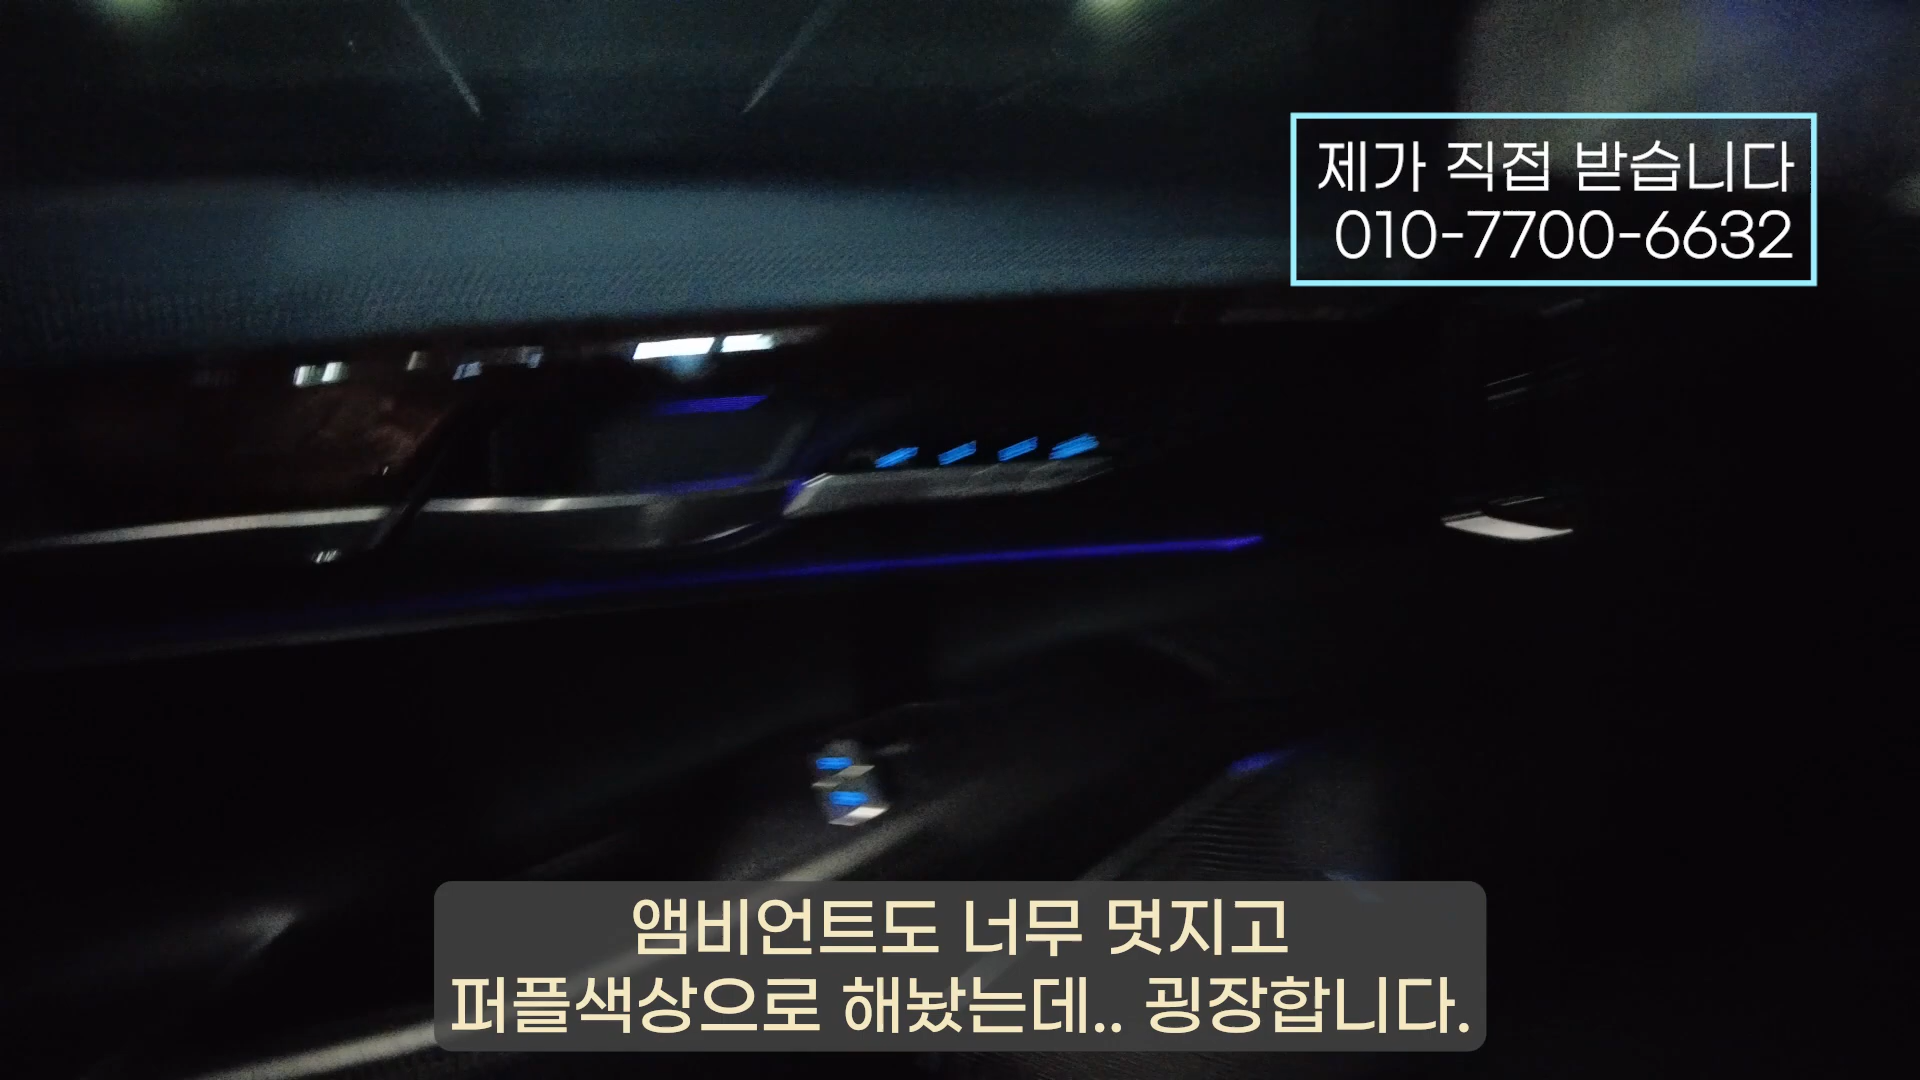 제가 직접 받습니다
010-7700-6632
앰비언트도 너무 멋지고
퍼플색상으로 해놨는데.. 굉장합니다.